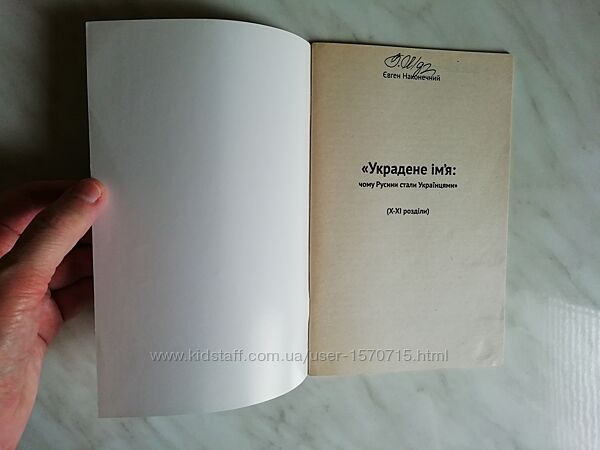 Євген Наконечний
«Украдене ім'я:
чому Русини стали Українцями»
(X-XI розділи)
www.kidstaff.com.ua/user-1570715.html